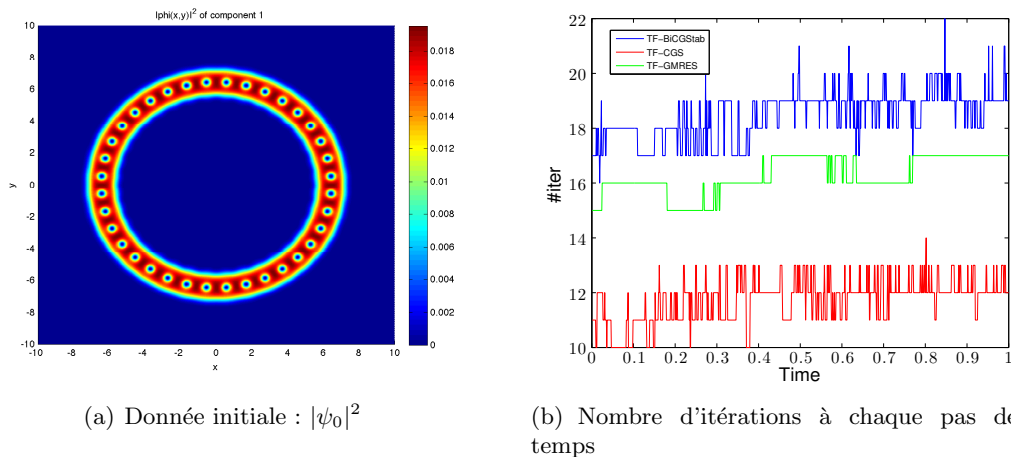 |phi(x,y)|² of component 1
10
8
6
4
2
0
-2
-4
-6
-8
-10
y
-10 -8 -6 -4 -2 0 2 4 6 8 10
x
0.018
0.016
0.014
0.012
0.01
0.008
0.006
0.004
0.002
0
(a) Donnée initiale : |ψ₀|²
22
20
18
16
14
12
10
#iter
TF-BiCGStab
TF-CGS
TF-GMRES
0 0.1 0.2 0.3 0.4 0.5 0.6 0.7 0.8 0.9 1
Time
(b) Nombre d'itérations à chaque pas de
temps